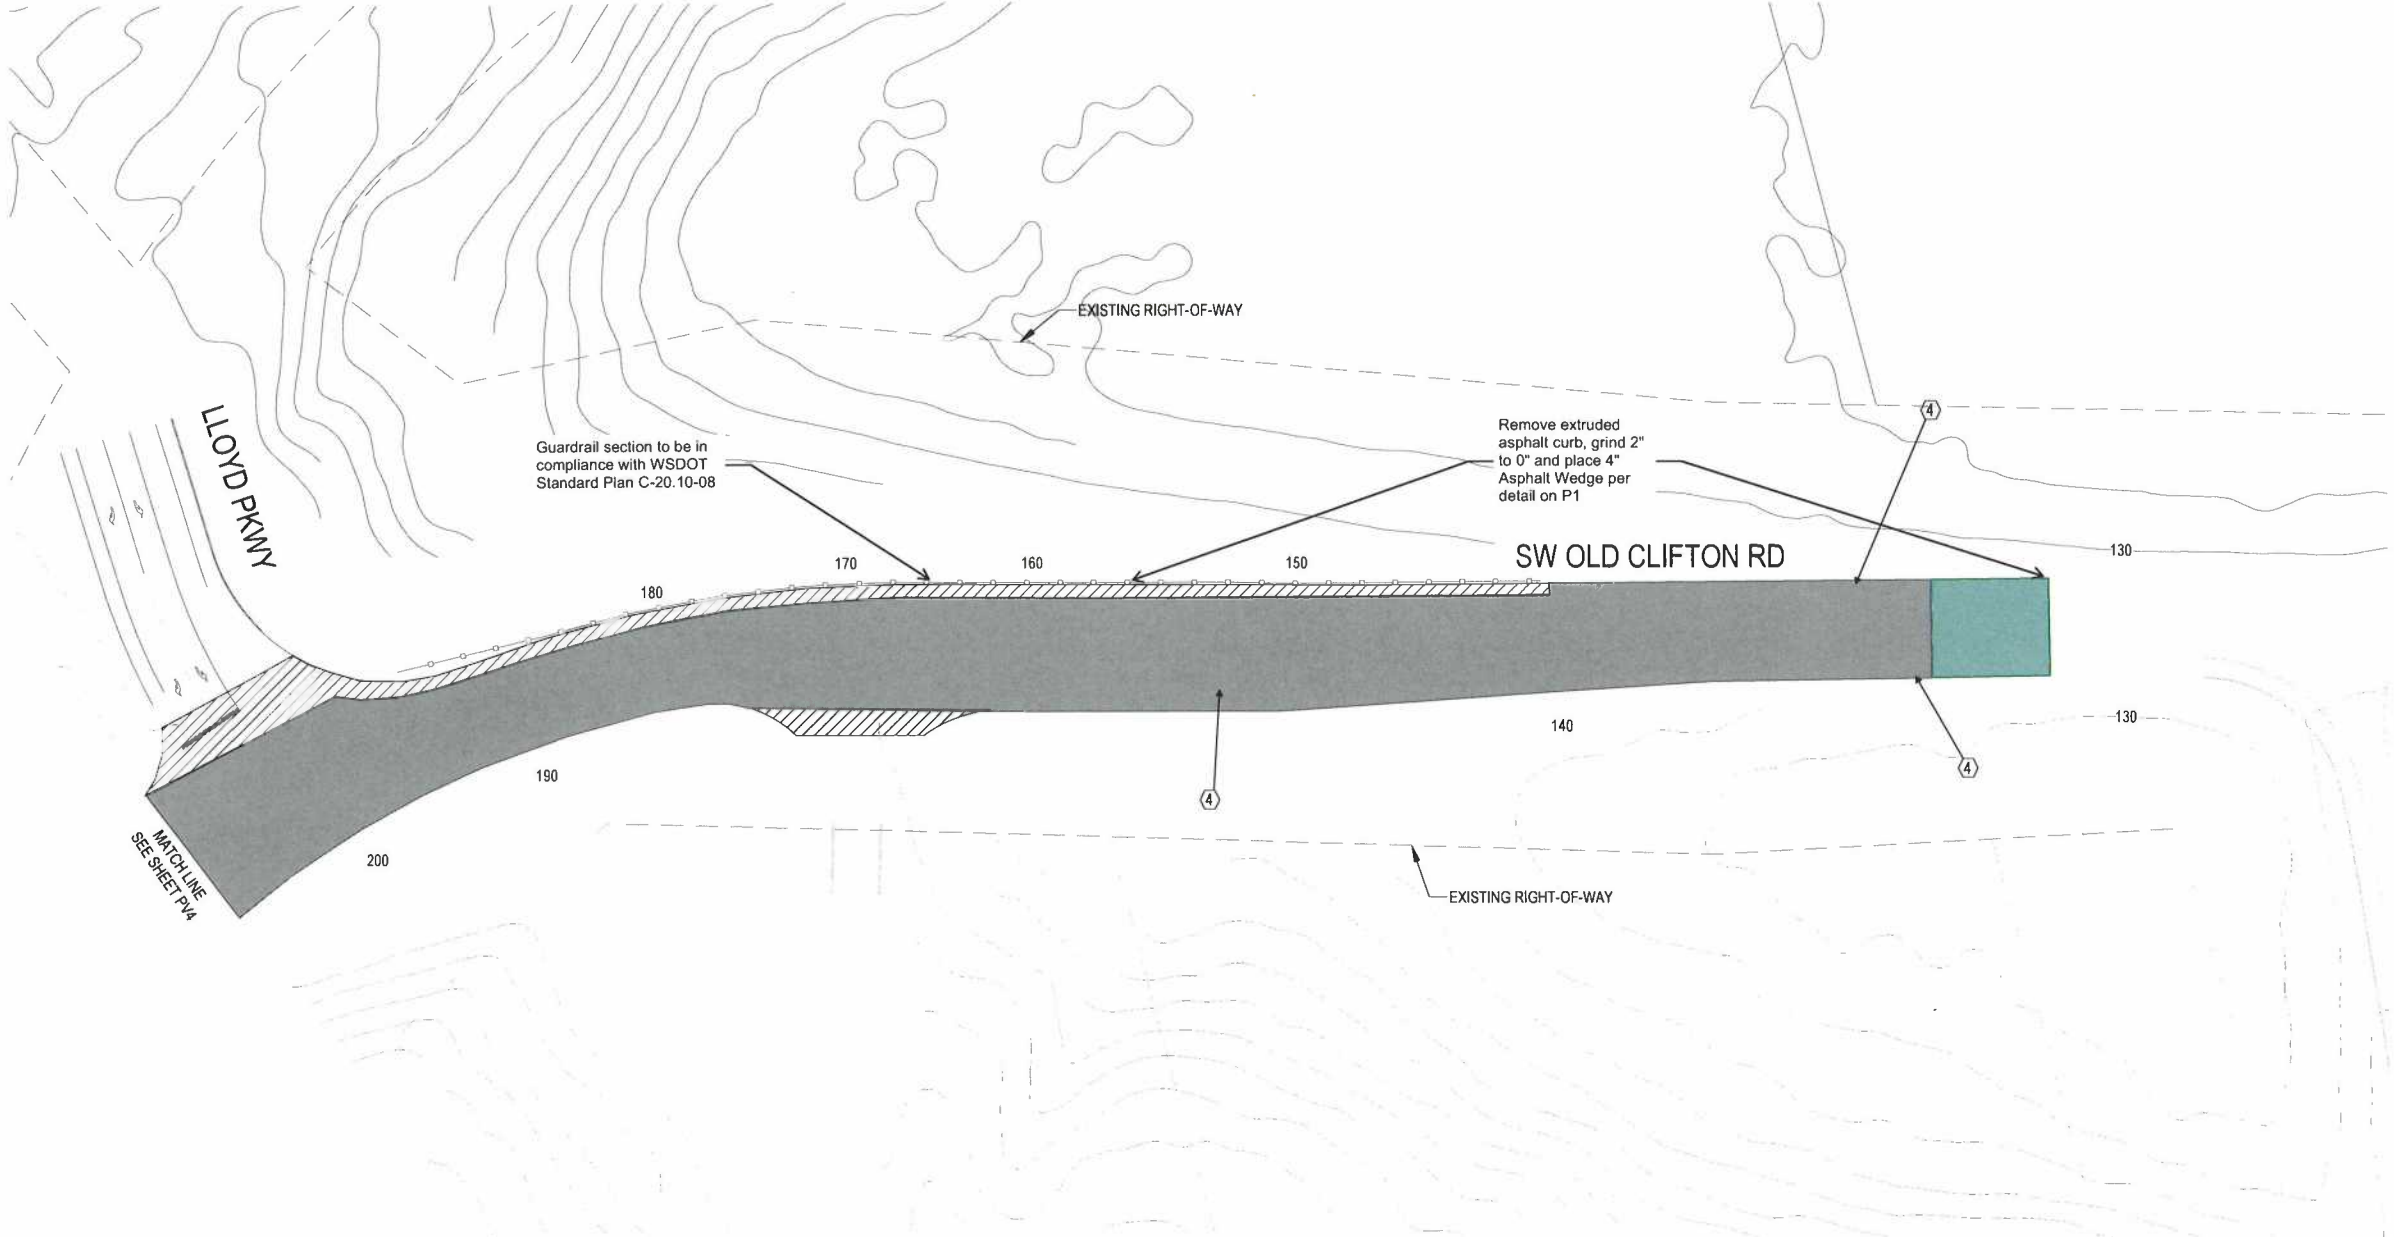 EXISTING RIGHT-OF-WAY
LLOYD PKWY
Guardrail section to be in
compliance with WSDOT
Standard Plan C-20.10-08
Remove extruded
asphalt curb, grind 2"
to 0" and place 4"
Asphalt Wedge per
detail on P1
4
SW OLD CLIFTON RD
130
170
160
150
180
130
140
190
4
4
200
MATCH LINE
SEE SHEET PV4
EXISTING RIGHT-OF-WAY